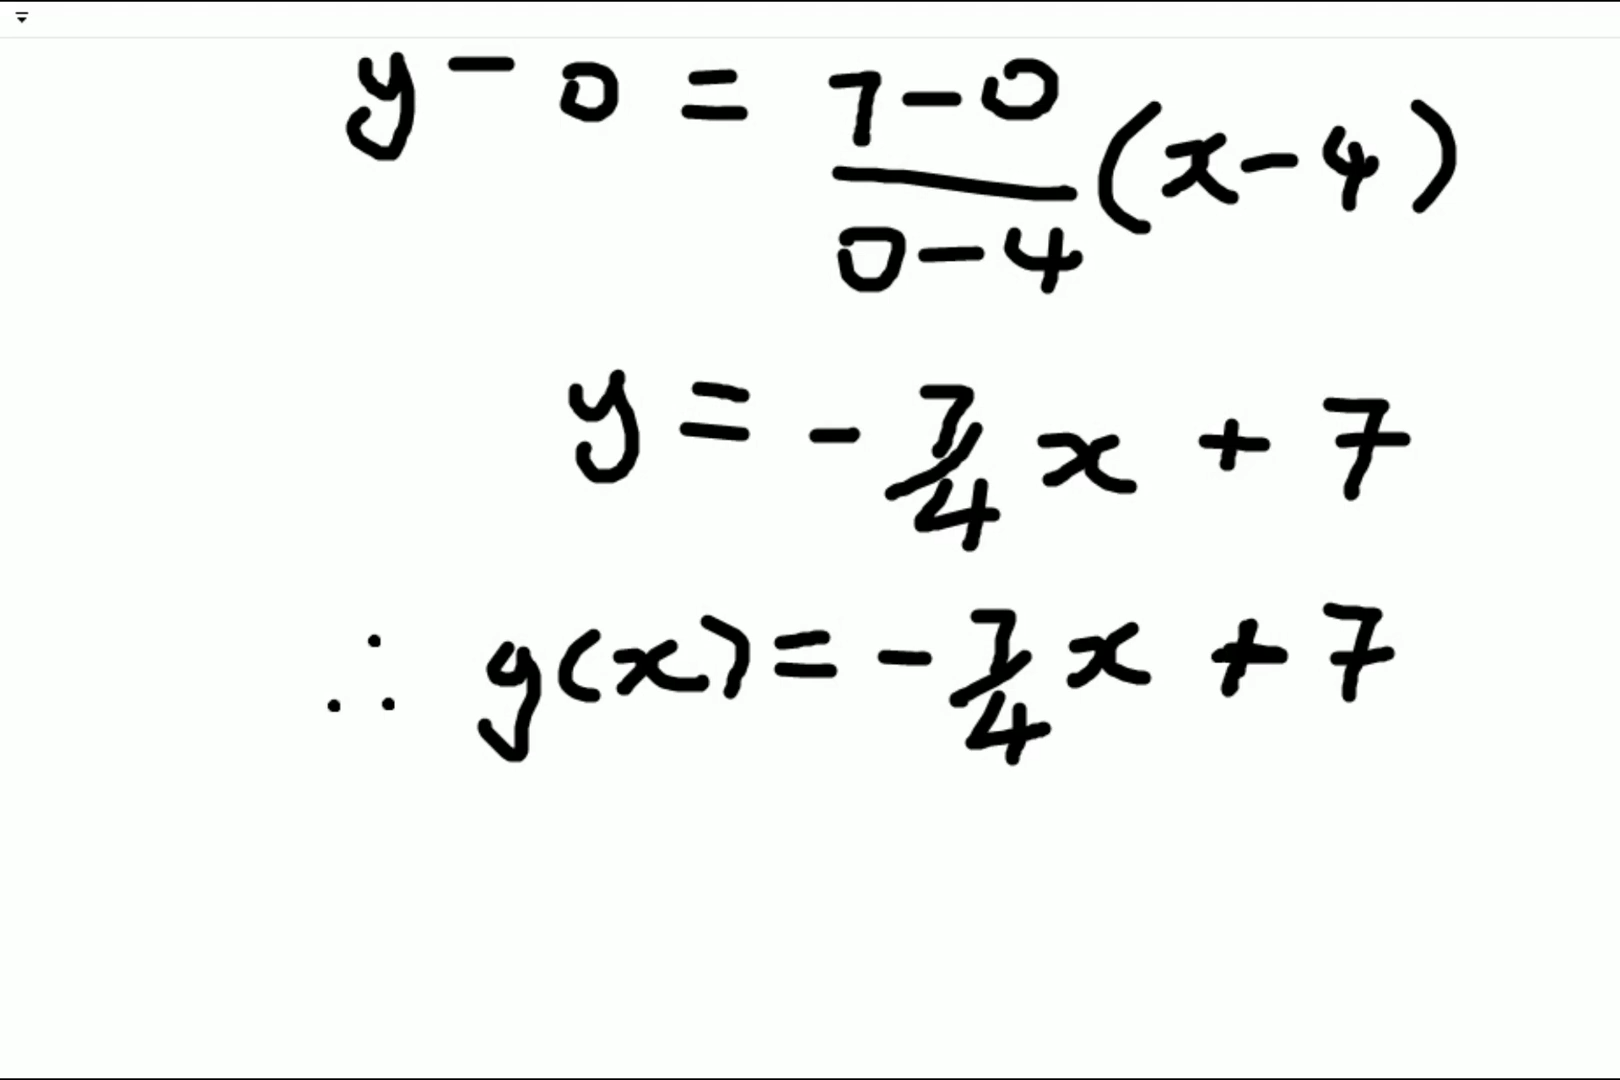 y - 0 = 7-0/0-4 (x-4)
y = - 7/4 x + 7
∴ g(x) = - 7/4 x + 7